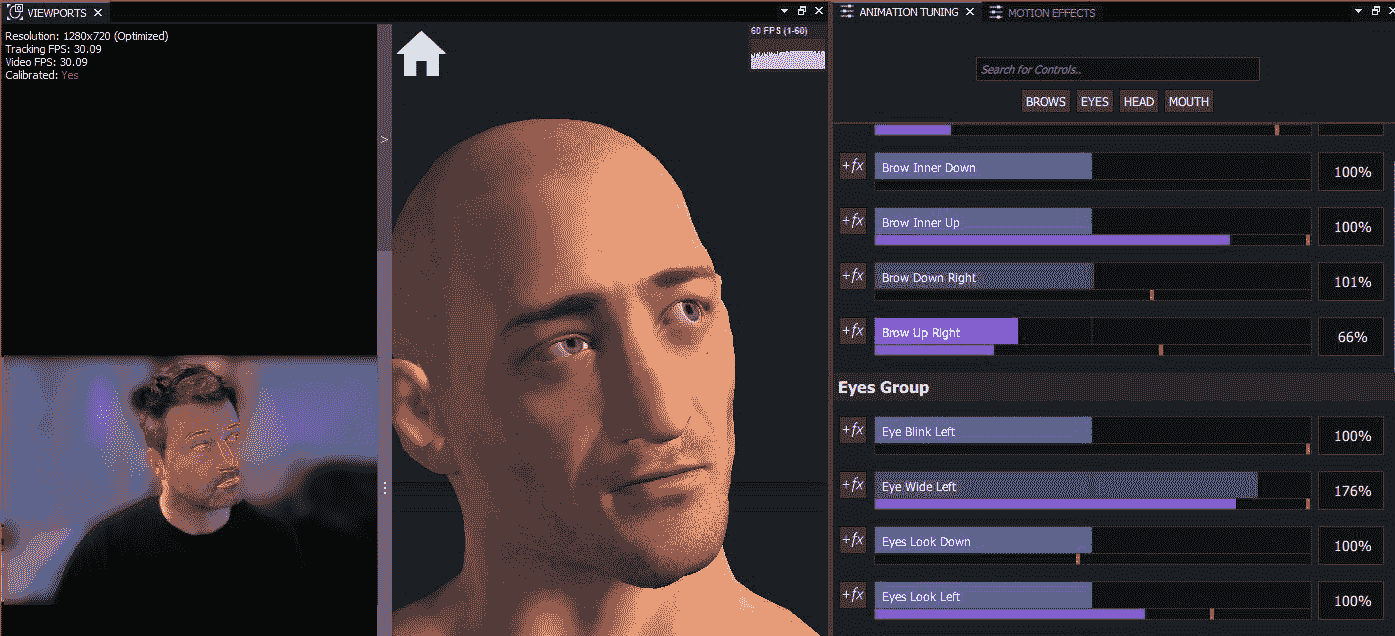 VIEWPORTS
Resolution: 1280x720 (Optimized)
Tracking FPS: 30.09
Video FPS: 30.09
Calibrated: Yes
60 FPS (1-60)
ANIMATION TUNING
MOTION EFFECTS
Search for Controls..
BROWS EYES HEAD MOUTH
+fx Brow Inner Down 100%
+fx Brow Inner Up 100%
+fx Brow Down Right 101%
+fx Brow Up Right 66%
Eyes Group
+fx Eye Blink Left 100%
+fx Eye Wide Left 176%
+fx Eyes Look Down 100%
+fx Eyes Look Left 100%